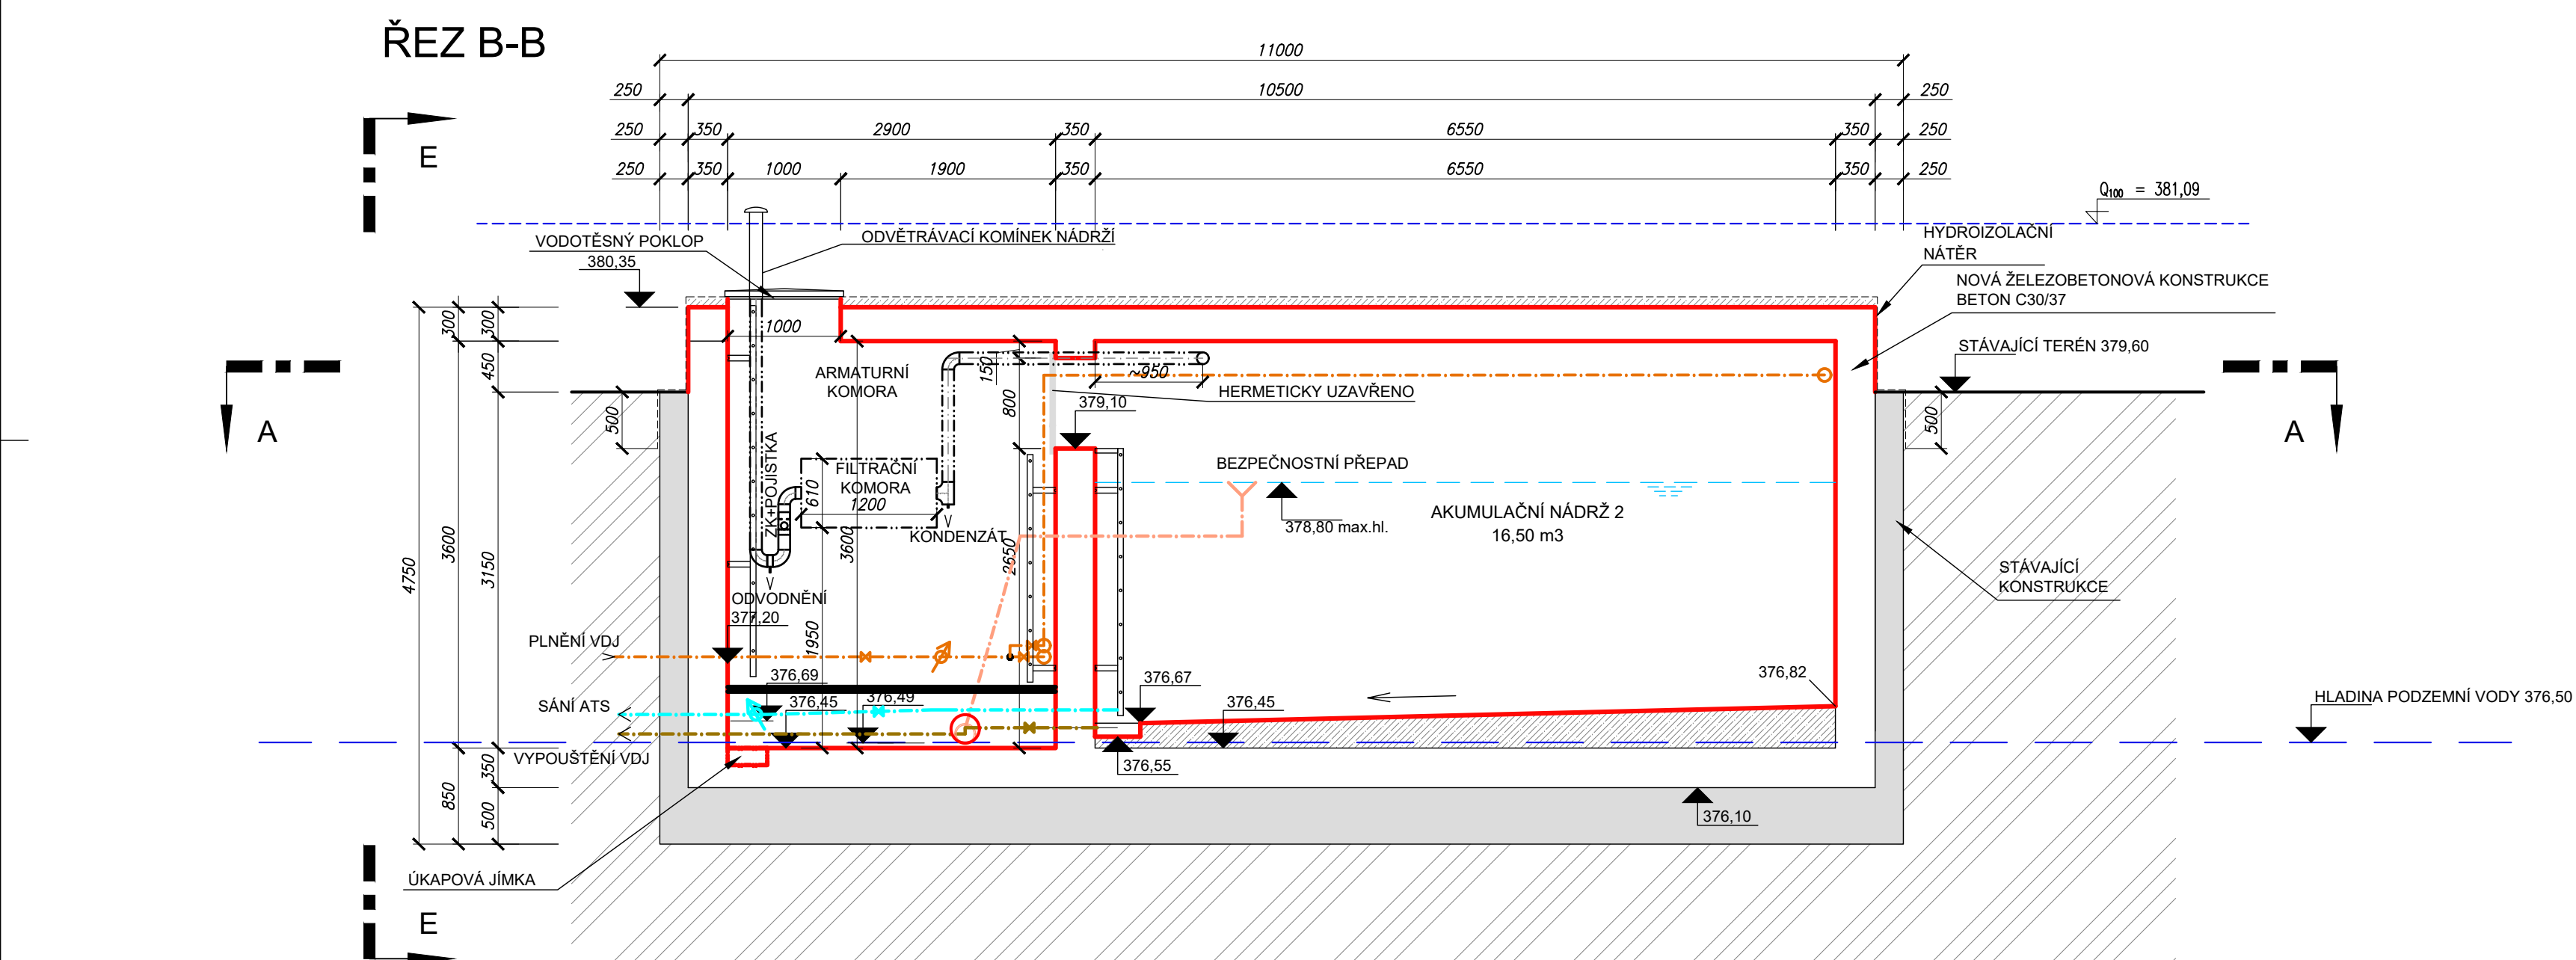 ŘEZ B-B
11000
250
10500
250
250
350
2900
350
6550
350
250
250
350
1000
1900
350
6550
350
250
E
Q100 = 381,09
VODOTĚSNÝ POKLOP
ODVĚTRÁVACÍ KOMÍNEK NÁDRŽÍ
380,35
HYDROIZOLAČNÍ
NÁTĚR
NOVÁ ŽELEZOBETONOVÁ KONSTRUKCE
BETON C30/37
STÁVAJÍCÍ TERÉN 379,60
300
300
450
1000
150
~950
ARMATURNÍ
KOMORA
HERMETICKY UZAVŘENO
379,10
800
500
500
A
A
ZK+POJISTKA
FILTRAČNÍ
KOMORA
610
1200
KONDENZÁT
BEZPEČNOSTNÍ PŘEPAD
378,80 max.hl.
AKUMULAČNÍ NÁDRŽ 2
16,50 m3
4750
3600
3150
3600
2650
1950
STÁVAJÍCÍ
KONSTRUKCE
ODVODNĚNÍ
377,20
PLNĚNÍ VDJ
376,69
376,45
376,49
376,67
376,45
376,82
SÁNÍ ATS
HLADINA PODZEMNÍ VODY 376,50
VYPOUŠTĚNÍ VDJ
376,55
350
850
500
376,10
ÚKAPOVÁ JÍMKA
E